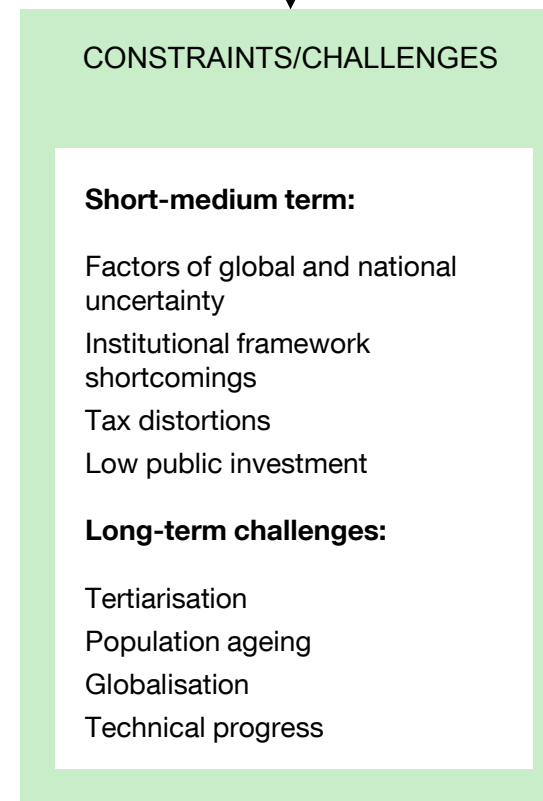 CONSTRAINTS/CHALLENGES
Short-medium term:
Factors of global and national
uncertainty
Institutional framework
shortcomings
Tax distortions
Low public investment
Long-term challenges:
Tertiarisation
Population ageing
Globalisation
Technical progress